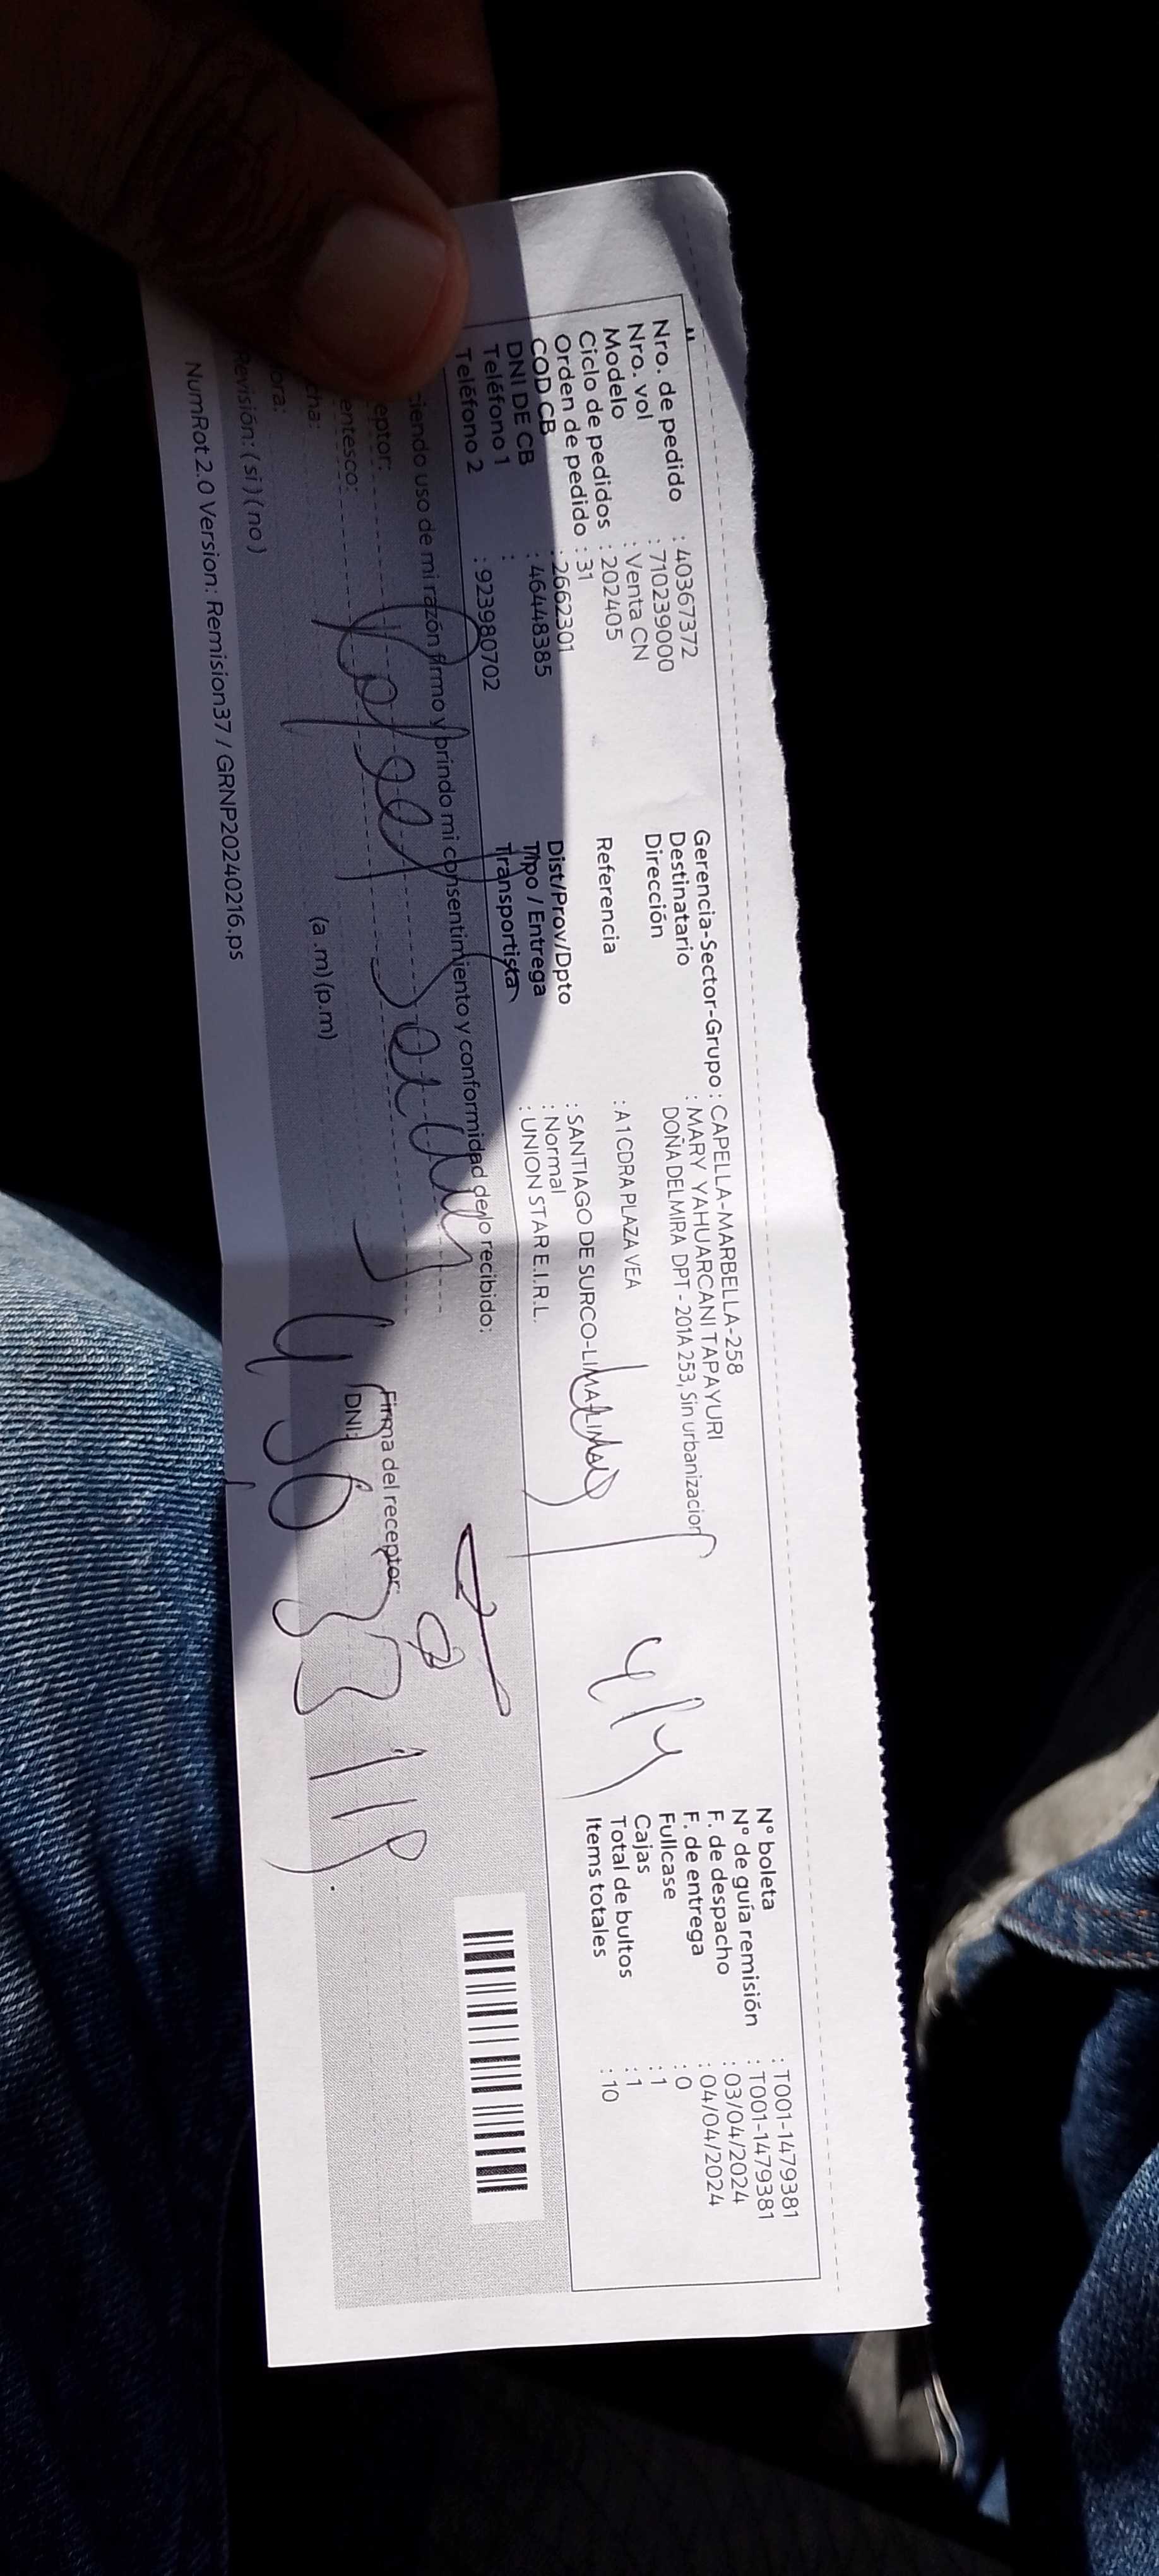 Nro. de pedido : 40367372
Nro. vol : 710239000
Modelo : Venta CN
Ciclo de pedidos : 202405
Orden de pedido : 31
COD CB : 2662301
DNI DE CB : 46448385
Teléfono 1 :
Teléfono 2 : 923980702
Gerencia-Sector-Grupo : CAPELLA-MARBELLA-258
Destinatario : MARY YAHUARCANI TAPAYURI
Dirección DOÑA DELMIRA DPT - 201A 253, Sin urbanizacion
Referencia : A 1 CDRA PLAZA VEA
Dist/Prov/Dpto : SANTIAGO DE SURCO-LIMA-LIMA
Tipo / Entrega : Normal
Transportista : UNION STAR E.I.R.L.
N° boleta : T001-1479381
N° de guía remisión : T001-1479381
F. de despacho : 03/04/2024
F. de entrega : 04/04/2024
Fullcase : 0
Cajas : 1
Total de bultos : 1
Items totales : 10
4/4
ciendo uso de mi razón firmo y brindo mi consentimiento y conformidad de lo recibido:
eptor:
entesco:
cha:
ora: (a.m) (p.m)
Revisión: ( si ) ( no )
Firma del receptor:
DNI:
NumRot 2.0 Version: Remision37 / GRNP20240216.ps